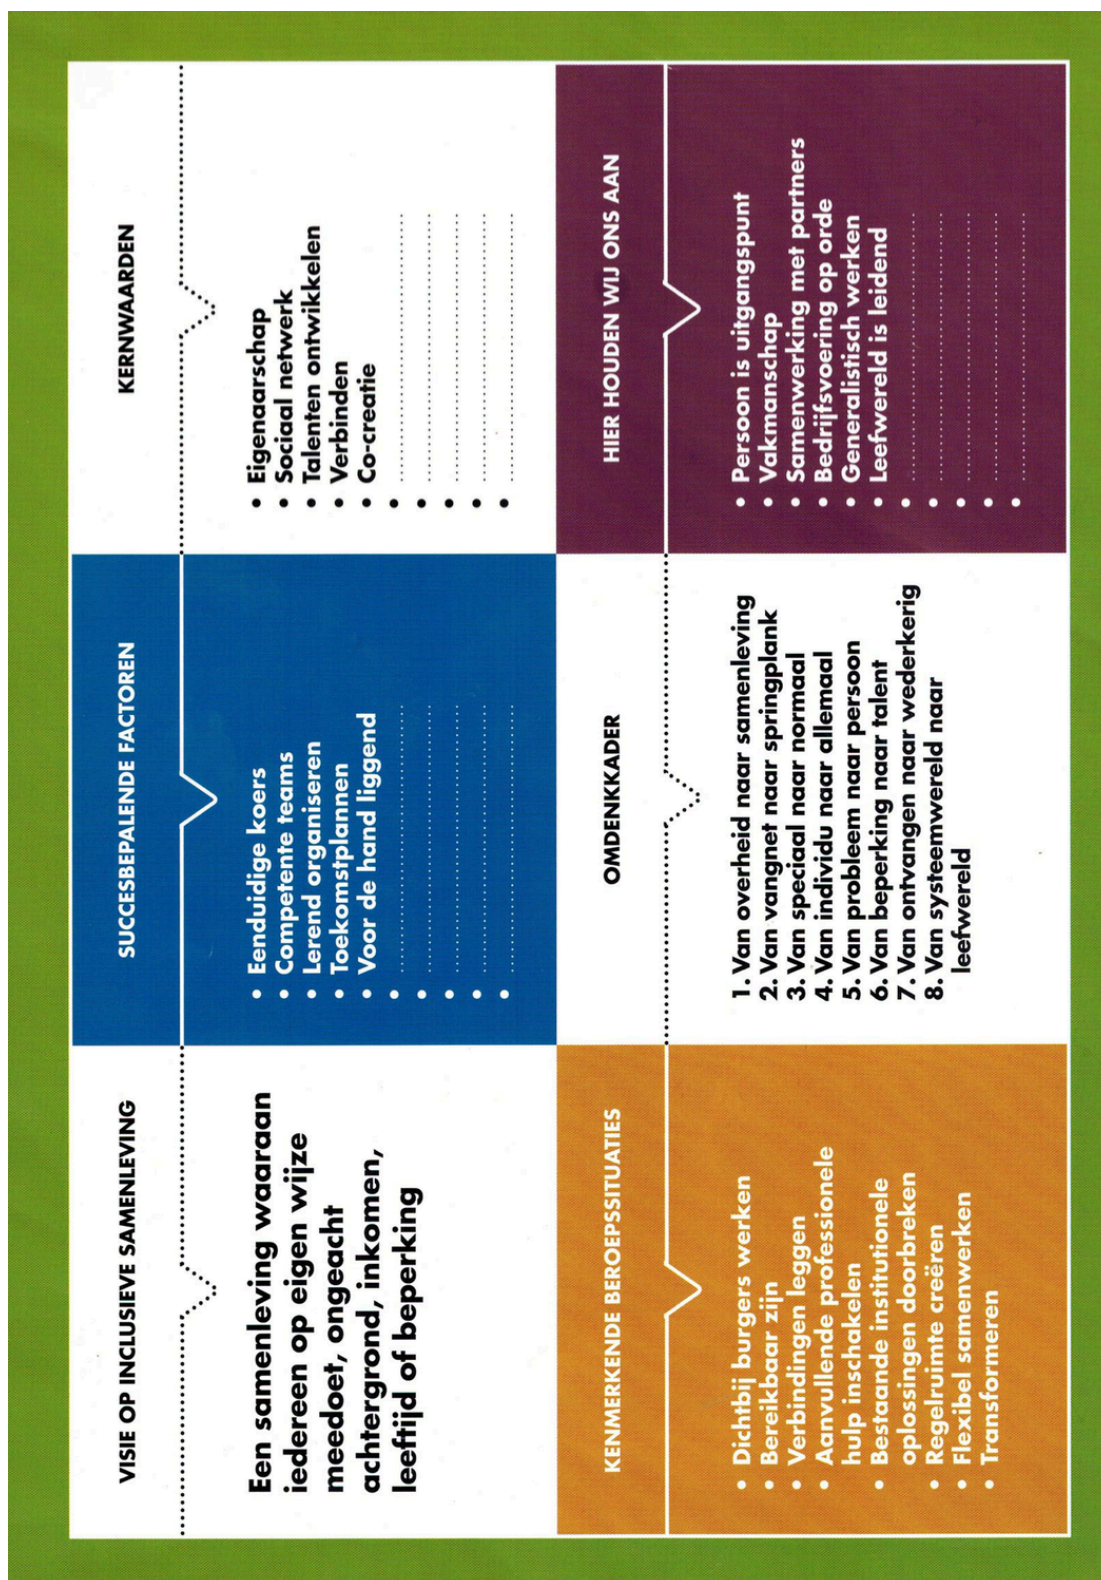 VISIE OP INCLUSIEVE SAMENLEVING
Een samenleving waaraan
iedereen op eigen wijze
meedoet, ongeacht
achtergrond, inkomen,
leeftijd of beperking
SUCCESBEPALENDE FACTOREN
• Eenduidige koers
• Competente teams
• Lerend organiseren
• Toekomstplannen
• Voor de hand liggend
KERNWAARDEN
• Eigenaarschap
• Sociaal netwerk
• Talenten ontwikkelen
• Verbinden
• Co-creatie
KENMERKENDE BEROEPSSITUATIES
• Dichtbij burgers werken
• Bereikbaar zijn
• Verbindingen leggen
• Aanvullende professionele
hulp inschakelen
• Bestaande institutionele
oplossingen doorbreken
• Regelruimte creëren
• Flexibel samenwerken
• Transformeren
OMDENKKADER
1. Van overheid naar samenleving
2. Van vangnet naar springplank
3. Van speciaal naar normaal
4. Van individu naar allemaal
5. Van probleem naar persoon
6. Van beperking naar talent
7. Van ontvangen naar wederkerig
8. Van systeemwereld naar
leefwereld
HIER HOUDEN WIJ ONS AAN
• Persoon is uitgangspunt
• Vakmanschap
• Samenwerking met partners
• Bedrijfsvoering op orde
• Generalistisch werken
• Leefwereld is leidend